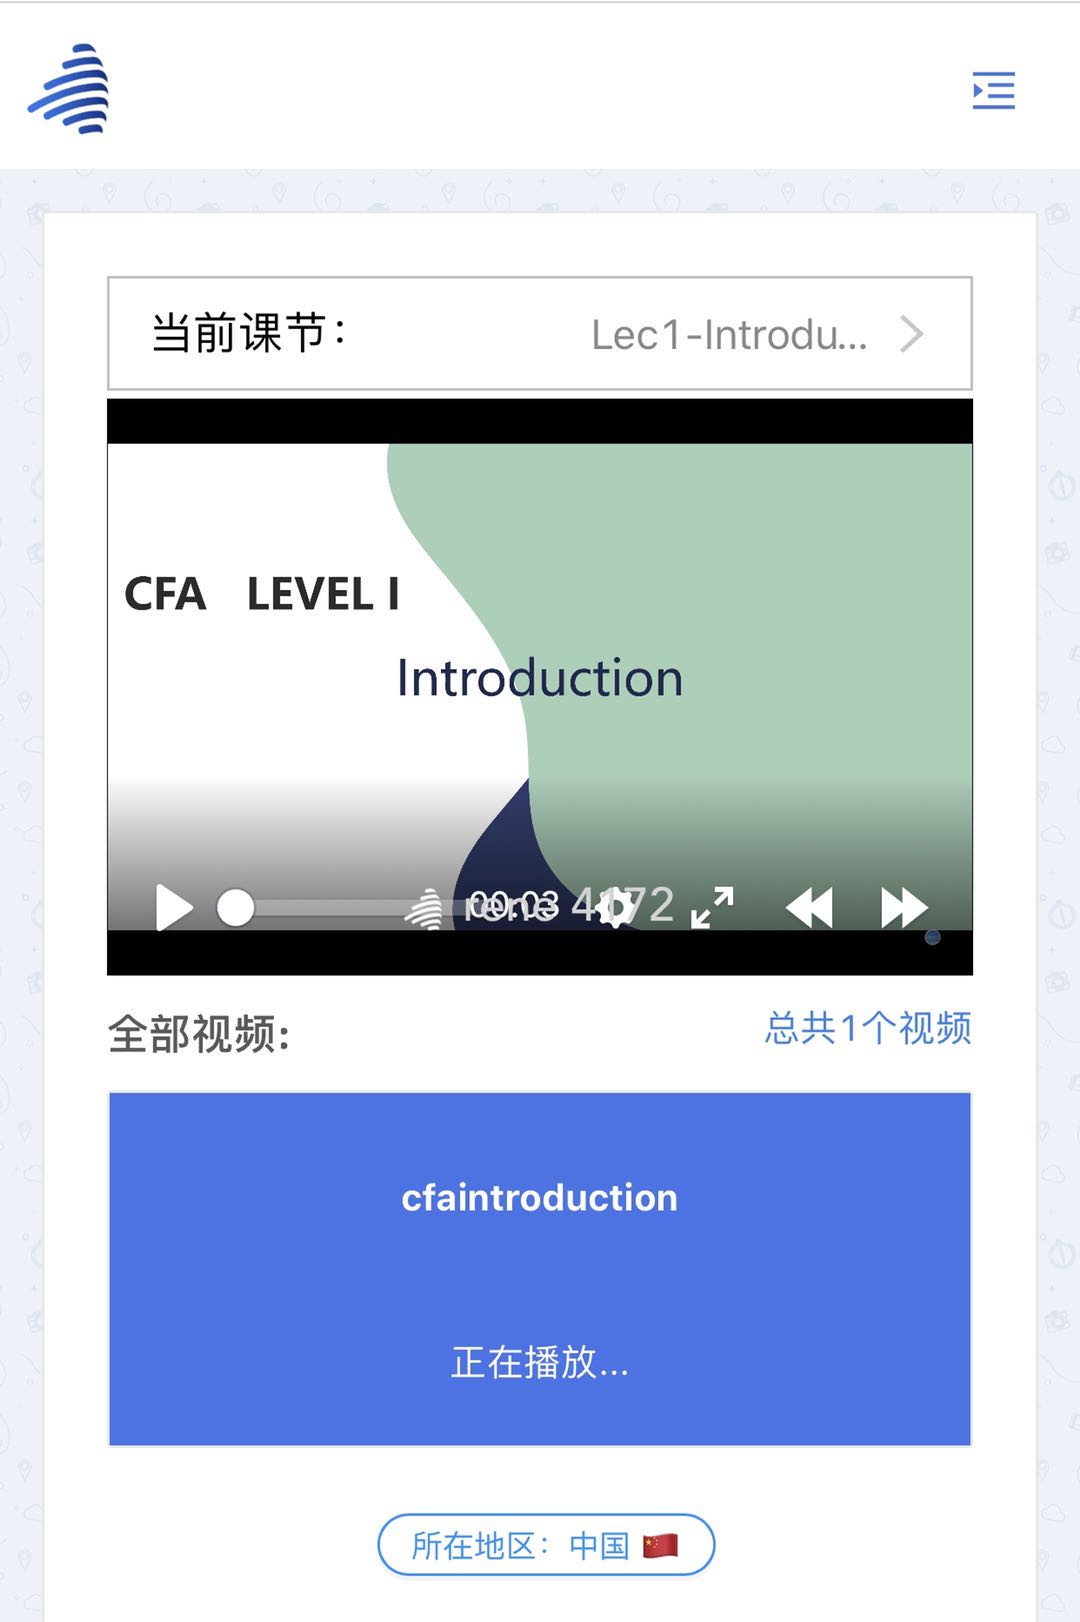 当前课节：
Lec1-Introdu...
CFA LEVEL I
Introduction
00:03
rene 4172
全部视频:
总共1个视频
cfaintroduction
正在播放...
所在地区：中国 🇨🇳